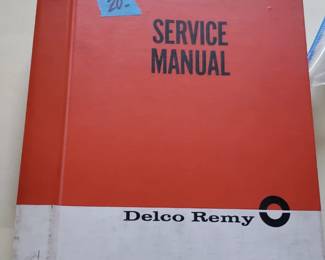 20-
SERVICE
MANUAL
Delco Remy